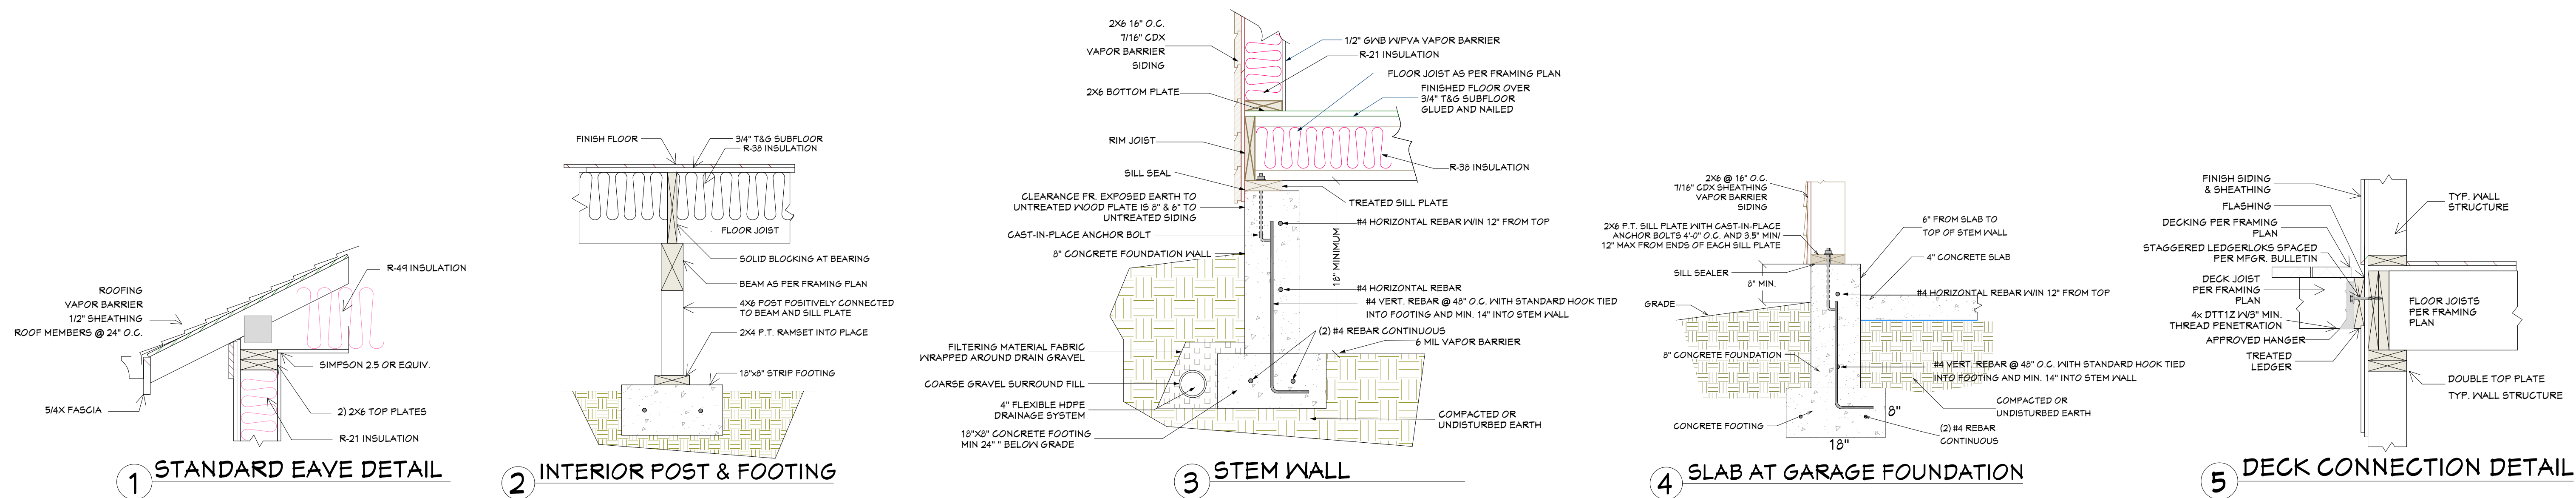 ROOFING
VAPOR BARRIER
1/2" SHEATHING
ROOF MEMBERS @ 24" O.C.
R-49 INSULATION
SIMPSON 2.5 OR EQUIV.
5/4X FASCIA
2) 2X6 TOP PLATES
R-21 INSULATION
1 STANDARD EAVE DETAIL
FINISH FLOOR
3/4" T&G SUBFLOOR
R-38 INSULATION
FLOOR JOIST
SOLID BLOCKING AT BEARING
BEAM AS PER FRAMING PLAN
4X6 POST POSITIVELY CONNECTED
TO BEAM AND SILL PLATE
2X4 P.T. RAMSET INTO PLACE
18"x8" STRIP FOOTING
2 INTERIOR POST & FOOTING
2X6 16" O.C.
7/16" CDX
VAPOR BARRIER
SIDING
1/2" GWB W/PVA VAPOR BARRIER
R-21 INSULATION
FLOOR JOIST AS PER FRAMING PLAN
FINISHED FLOOR OVER
3/4" T&G SUBFLOOR
GLUED AND NAILED
2X6 BOTTOM PLATE
RIM JOIST
R-38 INSULATION
SILL SEAL
CLEARANCE FR. EXPOSED EARTH TO
UNTREATED WOOD PLATE IS 8" & 6" TO
UNTREATED SIDING
TREATED SILL PLATE
#4 HORIZONTAL REBAR W/IN 12" FROM TOP
CAST-IN-PLACE ANCHOR BOLT
8" CONCRETE FOUNDATION WALL
18" MINIMUM
#4 HORIZONTAL REBAR
#4 VERT. REBAR @ 48" O.C. WITH STANDARD HOOK TIED
INTO FOOTING AND MIN. 14" INTO STEM WALL
(2) #4 REBAR CONTINUOUS
6 MIL VAPOR BARRIER
FILTERING MATERIAL FABRIC
WRAPPED AROUND DRAIN GRAVEL
COARSE GRAVEL SURROUND FILL
4" FLEXIBLE HDPE
DRAINAGE SYSTEM
18"X8" CONCRETE FOOTING
MIN 24" " BELOW GRADE
COMPACTED OR
UNDISTURBED EARTH
3 STEM WALL
2X6 @ 16" O.C.
7/16" CDX SHEATHING
VAPOR BARRIER
SIDING
2X6 P.T. SILL PLATE WITH CAST-IN-PLACE
ANCHOR BOLTS 4'-0" O.C. AND 3.5" MIN/
12" MAX FROM ENDS OF EACH SILL PLATE
6" FROM SLAB TO
TOP OF STEM WALL
4" CONCRETE SLAB
SILL SEALER
8" MIN.
#4 HORIZONTAL REBAR W/IN 12" FROM TOP
GRADE
8" CONCRETE FOUNDATION
#4 VERT. REBAR @ 48" O.C. WITH STANDARD HOOK TIED
INTO FOOTING AND MIN. 14" INTO STEM WALL
COMPACTED OR
UNDISTURBED EARTH
8"
CONCRETE FOOTING
(2) #4 REBAR
CONTINUOUS
18"
4 SLAB AT GARAGE FOUNDATION
FINISH SIDING
& SHEATHING
FLASHING
DECKING PER FRAMING
PLAN
STAGGERED LEDGERLOKS SPACED
PER MFGR. BULLETIN
DECK JOIST
PER FRAMING
PLAN
4x DTT1Z W/3" MIN.
THREAD PENETRATION
APPROVED HANGER
TREATED
LEDGER
TYP. WALL
STRUCTURE
FLOOR JOISTS
PER FRAMING
PLAN
DOUBLE TOP PLATE
TYP. WALL STRUCTURE
5 DECK CONNECTION DETAIL